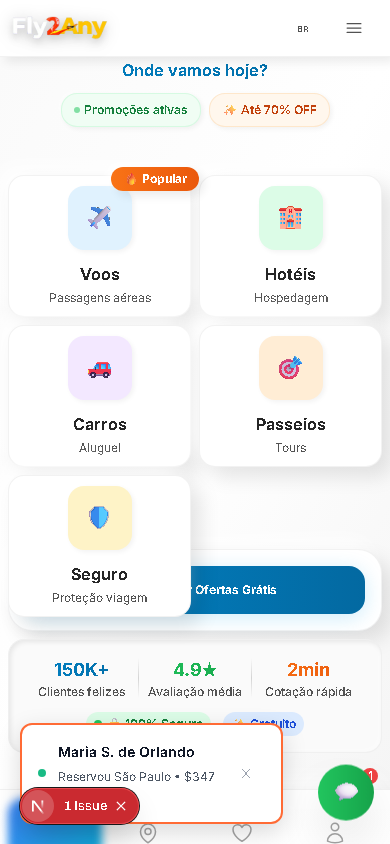 Fly2Any
BR
Onde vamos hoje?
Promoções ativas
Até 70% OFF
Popular
Voos
Passagens aéreas
Hotéis
Hospedagem
Carros
Aluguel
Passeios
Tours
Seguro
Proteção viagem
Ofertas Grátis
150K+
Clientes felizes
4.9★
Avaliação média
2min
Cotação rápida
100% Seguro
Gratuito
Maria S. de Orlando
Reservou São Paulo • $347
N 1 Issue
1